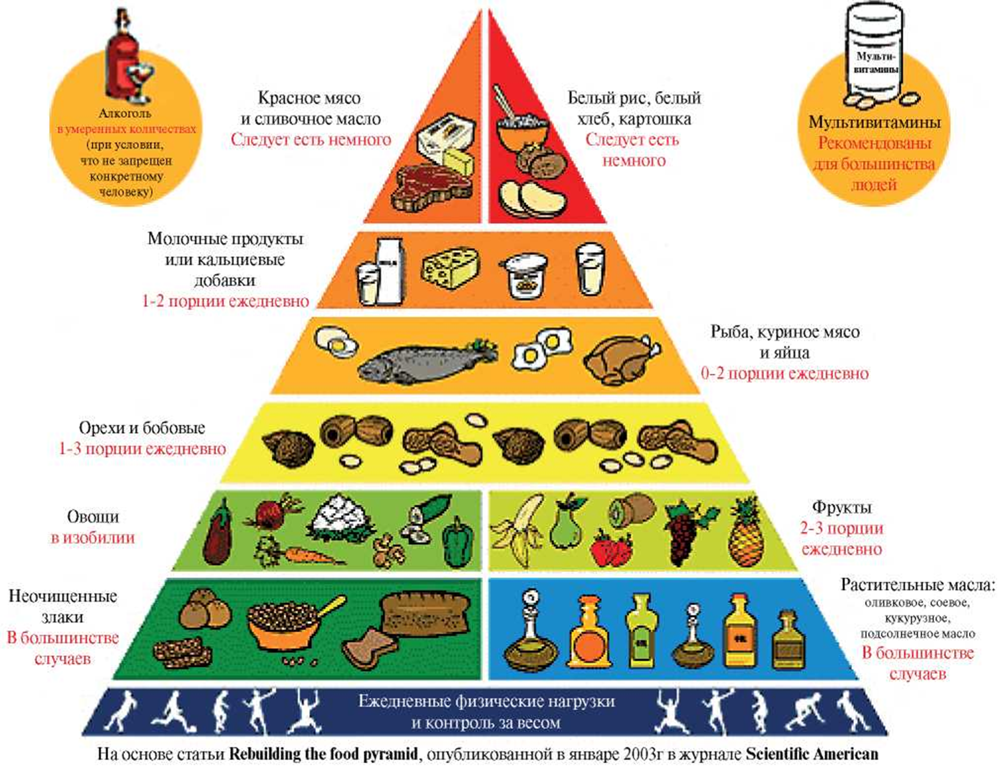 Алкоголь
в умеренных количествах
(при условии,
что не запрещен
конкретному
человеку)
Красное мясо
и сливочное масло
Следует есть немного
Белый рис, белый
хлеб, картошка
Следует есть
немного
Мульти-
витамины
Мультивитамины
Рекомендованы
для большинства
людей
Молочные продукты
или кальциевые
добавки
1-2 порции ежедневно
MILK
Рыба, куриное мясо
и яйца
0-2 порции ежедневно
Орехи и бобовые
1-3 порции ежедневно
Овощи
в изобилии
Фрукты
2-3 порции
ежедневно
Неочищенные
злаки
В большинстве
случаев
Растительные масла:
оливковое, соевое,
кукурузное,
подсолнечное масло
В большинстве
случаев
OIL
OIL
Ежедневные физические нагрузки
и контроль за весом
На основе статьи Rebuilding the food pyramid, опубликованной в январе 2003г в журнале Scientific American